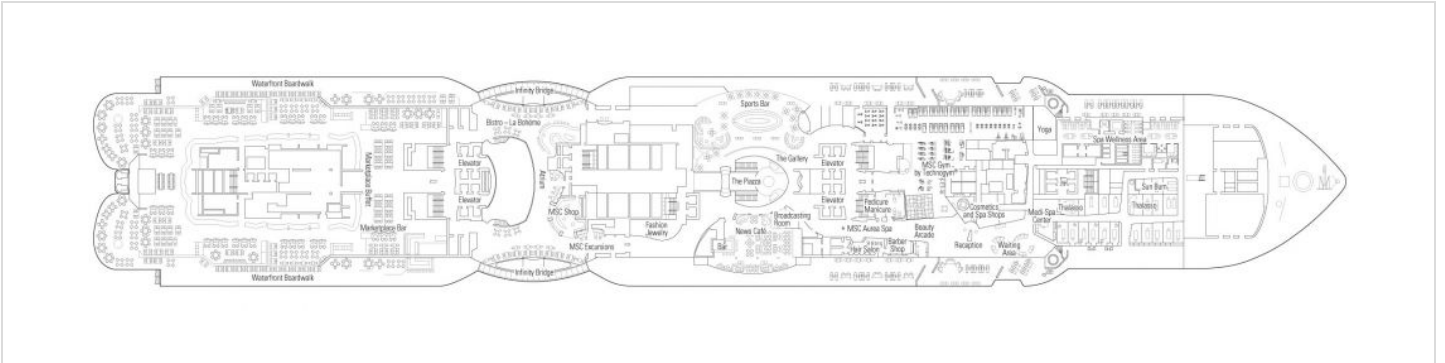 Waterfront Boardwalk
Infinity Bridge
Bistro - La Bohème
Elevator
Elevator
Atrium
Marketplace Buffet
Marketplace Bar
MSC Shop
MSC Excursions
Fashion
Jewelry
Infinity Bridge
Waterfront Boardwalk
Sports Bar
The Gallery
The Piazza
Elevator
Elevator
Broadcasting
Room
News Café
Bar
MSC Gym
by Technogym
Pedicure
Manicure
MSC Aurea Spa
Hair Salon
Barber
Shop
Beauty
Arcade
Cosmetics
and Spa Shops
Reception
Waiting
Area
Yoga
Spa Wellness Area
Medi-Spa
Center
Thalasso
Sun Burn
Thalasso
M